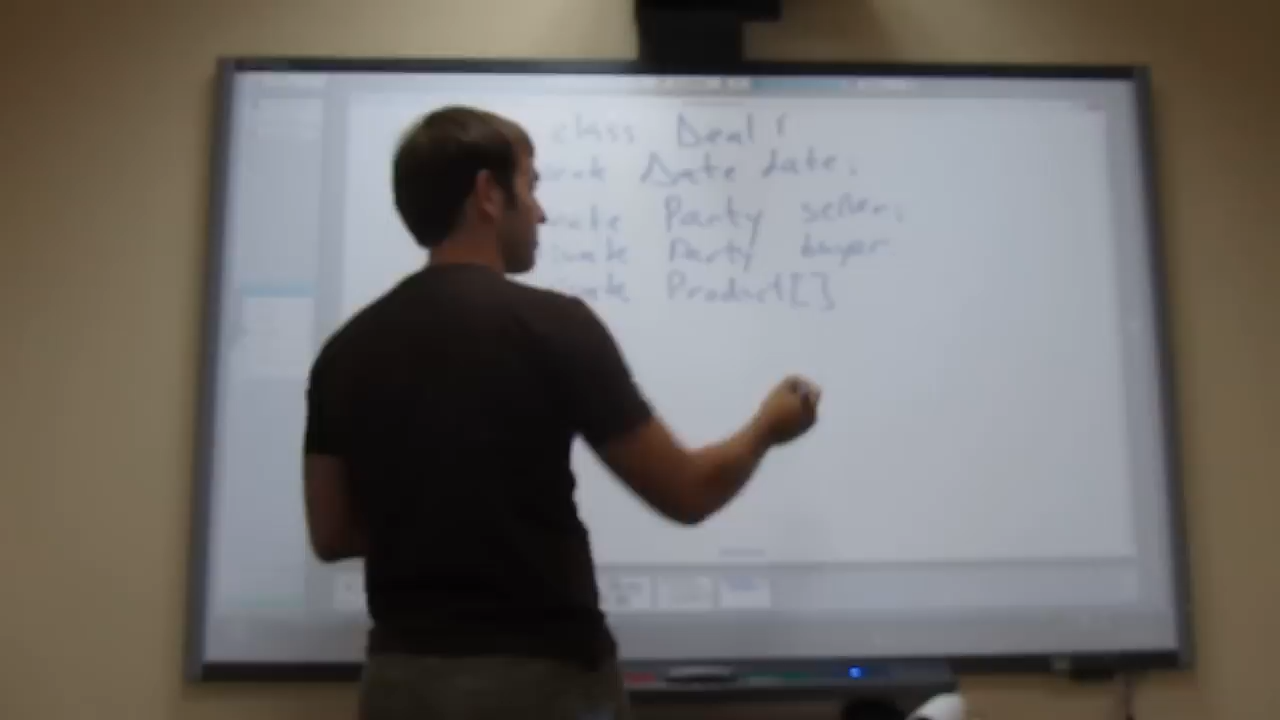 class Deal {
Date date;
Party seller;
Party buyer
Product[]